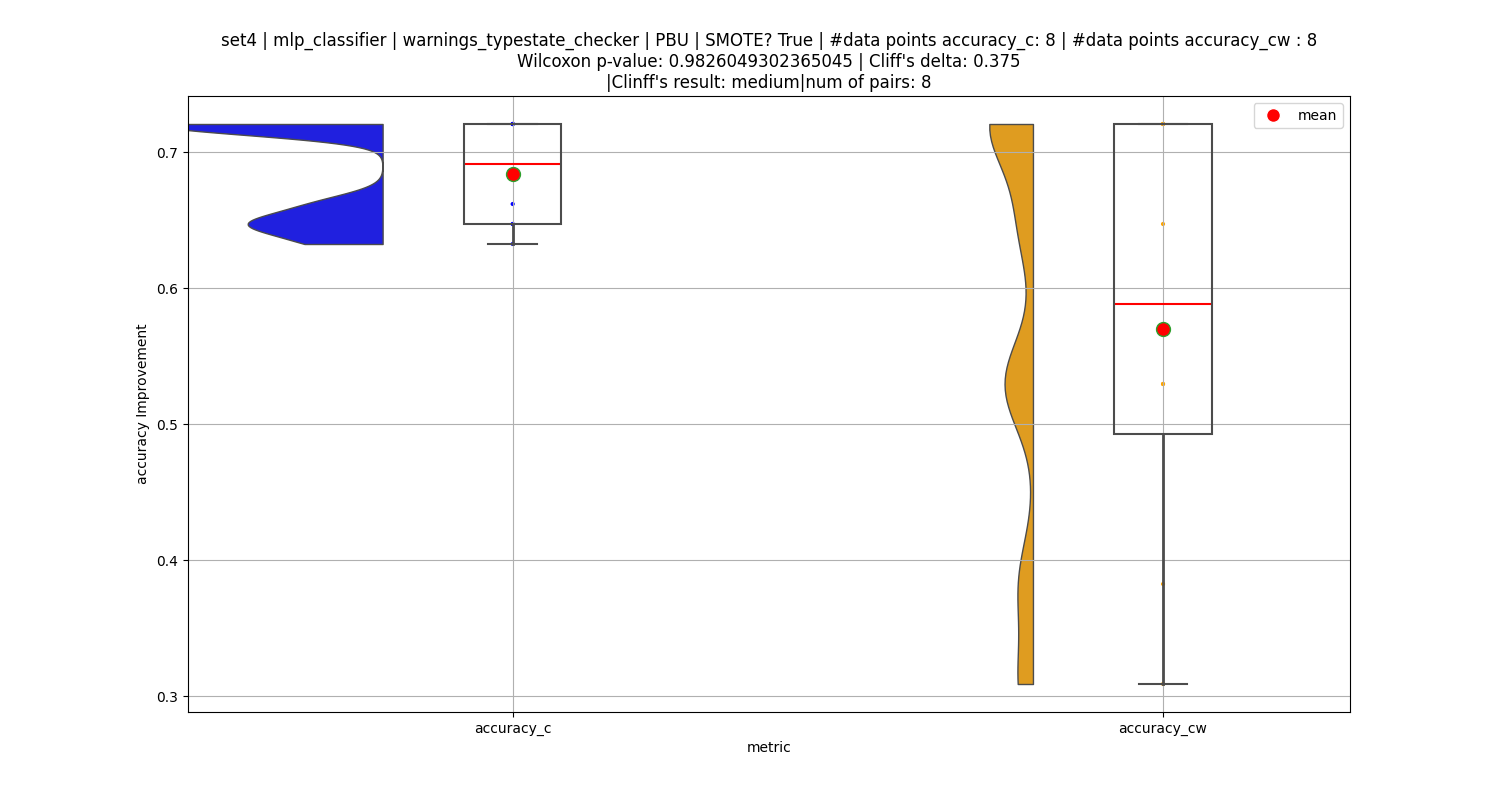 set4 | mlp_classifier | warnings_typestate_checker | PBU | SMOTE? True | #data points accuracy_c: 8 | #data points accuracy_cw : 8
Wilcoxon p-value: 0.9826049302365045 | Cliff's delta: 0.375
|Clinff's result: medium|num of pairs: 8
mean
0.7
0.6
0.5
0.4
0.3
accuracy Improvement
accuracy_c
accuracy_cw
metric